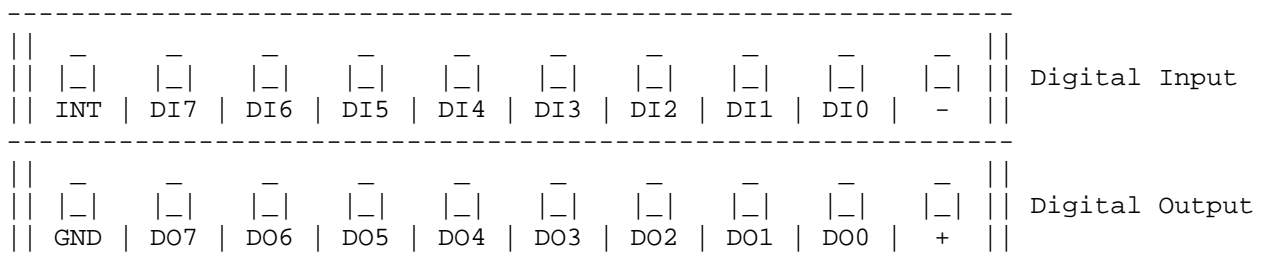 ---------------------------------------------------------------
||  _    _     _     _     _     _     _     _     _     _  ||
|| |_|  |_|   |_|   |_|   |_|   |_|   |_|   |_|   |_|   |_| || Digital Input
|| INT | DI7 | DI6 | DI5 | DI4 | DI3 | DI2 | DI1 | DI0 |  -  ||
---------------------------------------------------------------
||  _    _     _     _     _     _     _     _     _     _  ||
|| |_|  |_|   |_|   |_|   |_|   |_|   |_|   |_|   |_|   |_| || Digital Output
|| GND | DO7 | DO6 | DO5 | DO4 | DO3 | DO2 | DO1 | DO0 |  +  ||